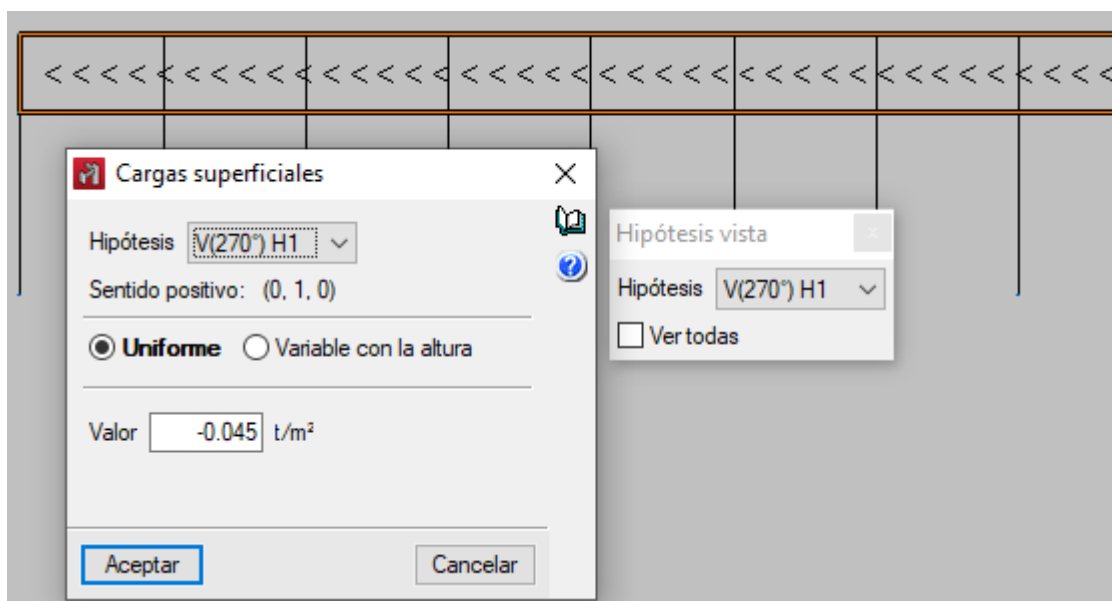 Cargas superficiales
Hipótesis V(270°) H1
Sentido positivo: (0, 1, 0)
Uniforme Variable con la altura
Valor -0.045 t/m²
Aceptar Cancelar
Hipótesis vista
Hipótesis V(270°) H1
Ver todas